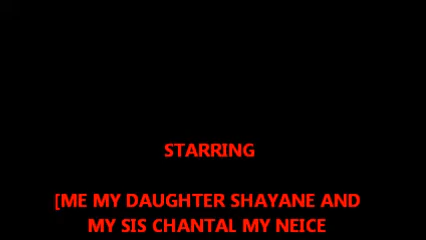 STARRING
[ME MY DAUGHTER SHAYANE AND
MY SIS CHANTAL MY NEICE